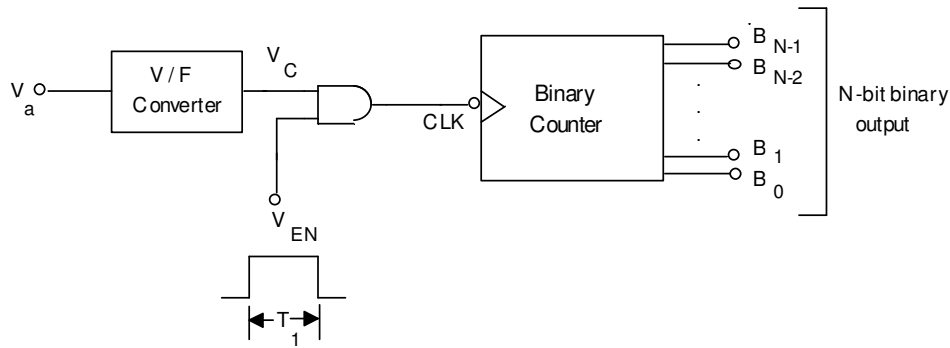 V a
V / F
Converter
V C
V EN
T 1
CLK
Binary
Counter
B N-1
B N-2
B 1
B 0
N-bit binary
output